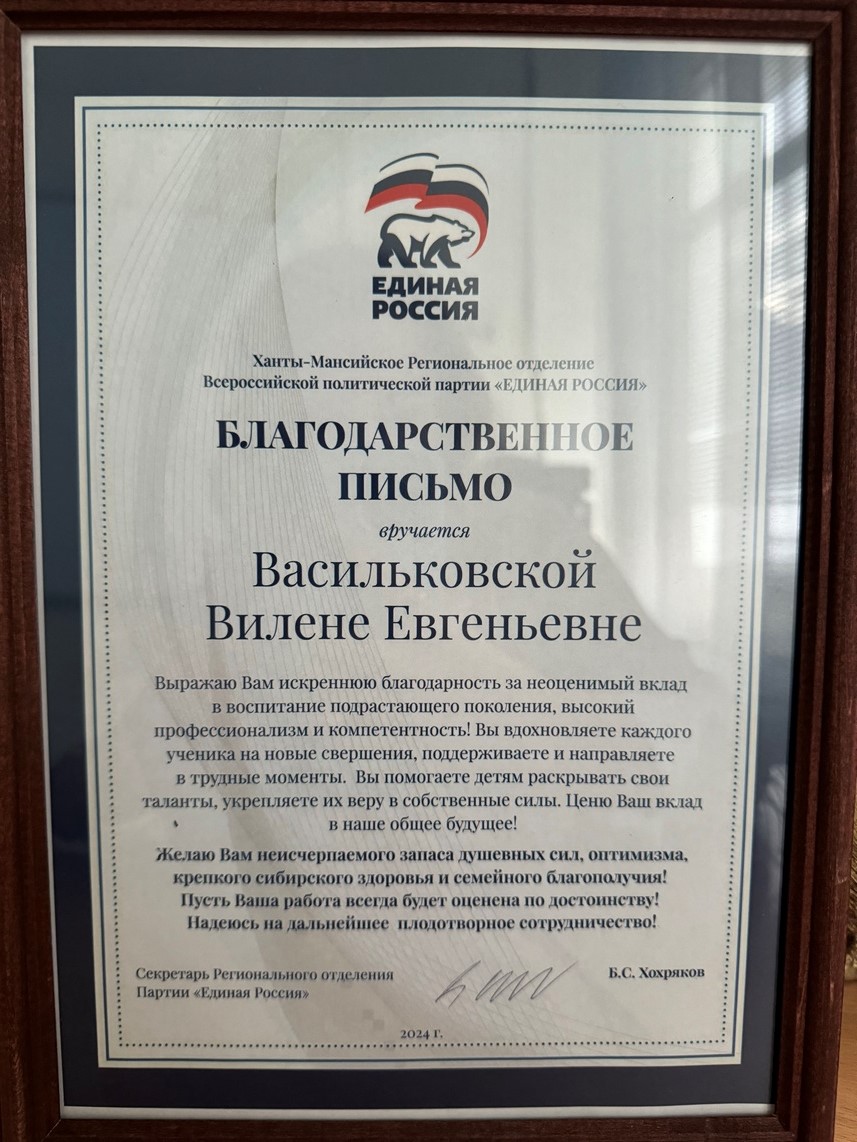 ЕДИНАЯ
РОССИЯ
Ханты-Мансийское Региональное отделение
Всероссийской политической партии «ЕДИНАЯ РОССИЯ»
БЛАГОДАРСТВЕННОЕ
ПИСЬМО
вручается
Васильковской
Вилене Евгеньевне
Выражаю Вам искреннюю благодарность за неоценимый вклад
в воспитание подрастающего поколения, высокий
профессионализм и компетентность! Вы вдохновляете каждого
ученика на новые свершения, поддерживаете и направляете
в трудные моменты. Вы помогаете детям раскрывать свои
таланты, укрепляете их веру в собственные силы. Ценю Ваш вклад
в наше общее будущее!
Желаю Вам неисчерпаемого запаса душевных сил, оптимизма,
крепкого сибирского здоровья и семейного благополучия!
Пусть Ваша работа всегда будет оценена по достоинству!
Надеюсь на дальнейшее плодотворное сотрудничество!
Секретарь Регионального отделения
Партии «Единая Россия»
Б.С. Хохряков
2024 г.